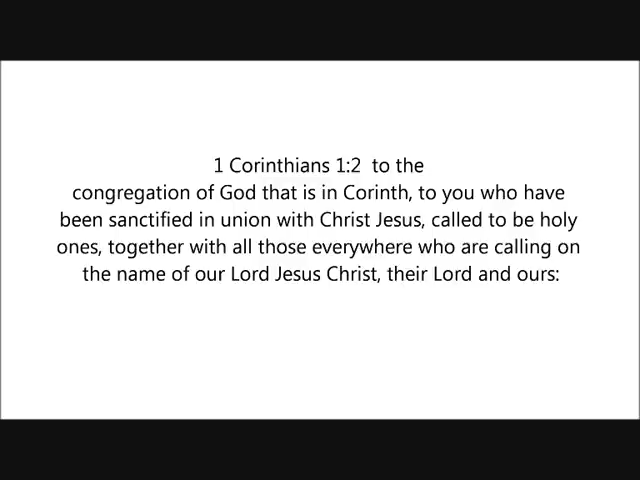 1 Corinthians 1:2  to the
congregation of God that is in Corinth, to you who have
been sanctified in union with Christ Jesus, called to be holy
ones, together with all those everywhere who are calling on
the name of our Lord Jesus Christ, their Lord and ours: